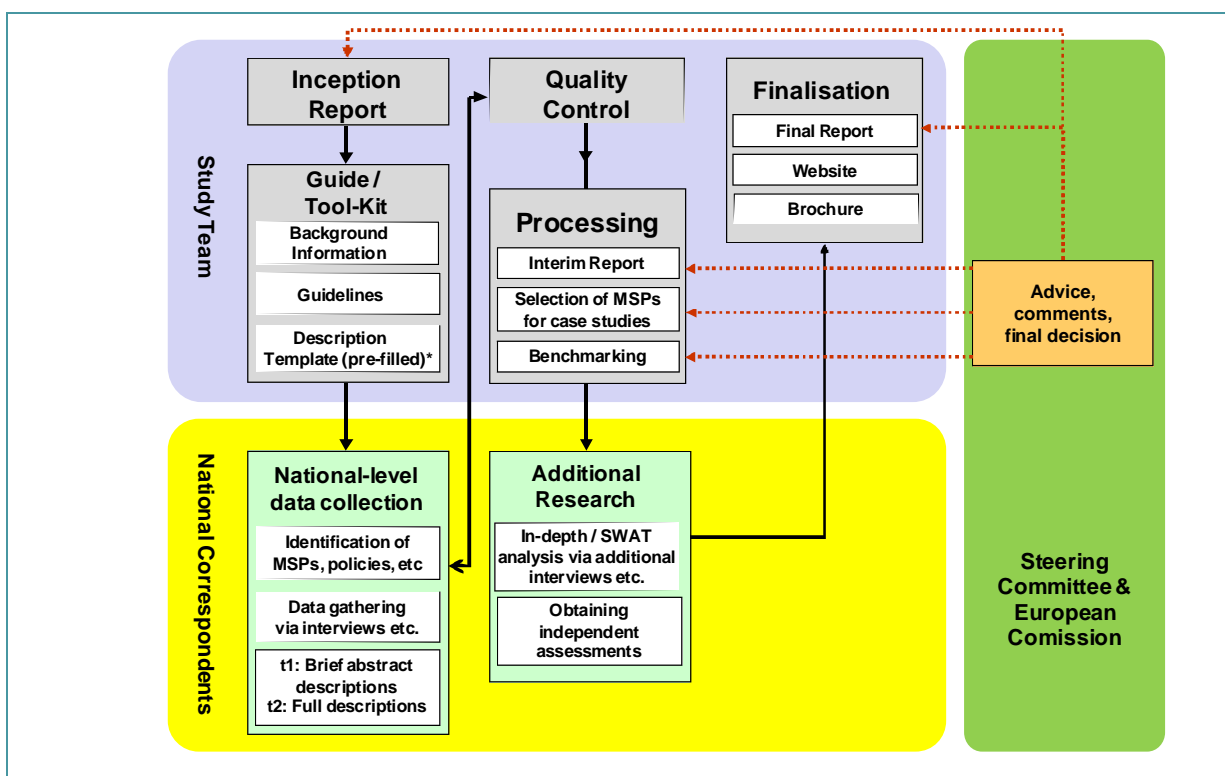 Study Team
Inception
Report
Guide /
Tool-Kit
Background
Information
Guidelines
Description
Template (pre-filled)*
Quality
Control
Processing
Interim Report
Selection of MSPs
for case studies
Benchmarking
Finalisation
Final Report
Website
Brochure
Advice,
comments,
final decision
National Correspondents
National-level
data collection
Identification of
MSPs, policies, etc
Data gathering
via interviews etc.
t1: Brief abstract
descriptions
t2: Full descriptions
Additional
Research
In-depth / SWAT
analysis via additional
interviews etc.
Obtaining
independent
assessments
Steering
Committee &
European
Comission